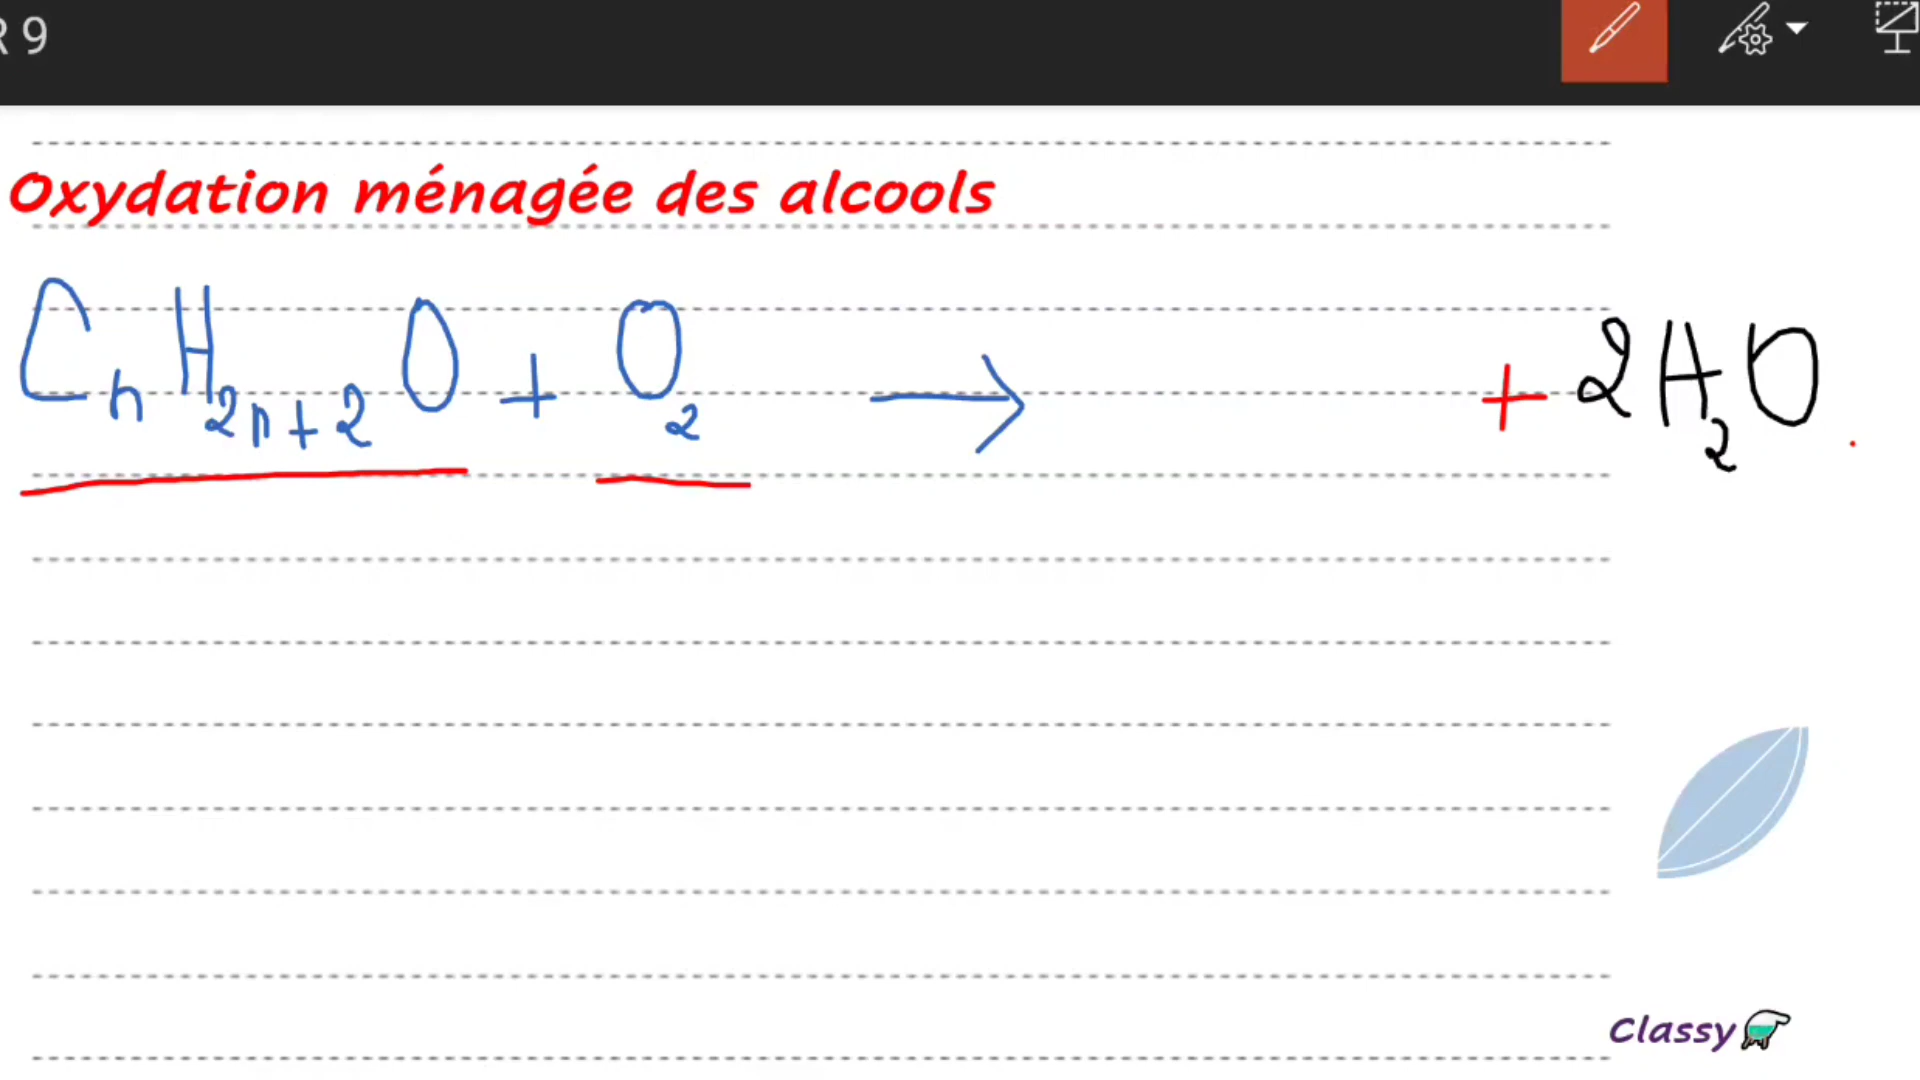 R 9
Oxydation ménagée des alcools
CnH2n+2O + O2 → + 2H2O
Classy